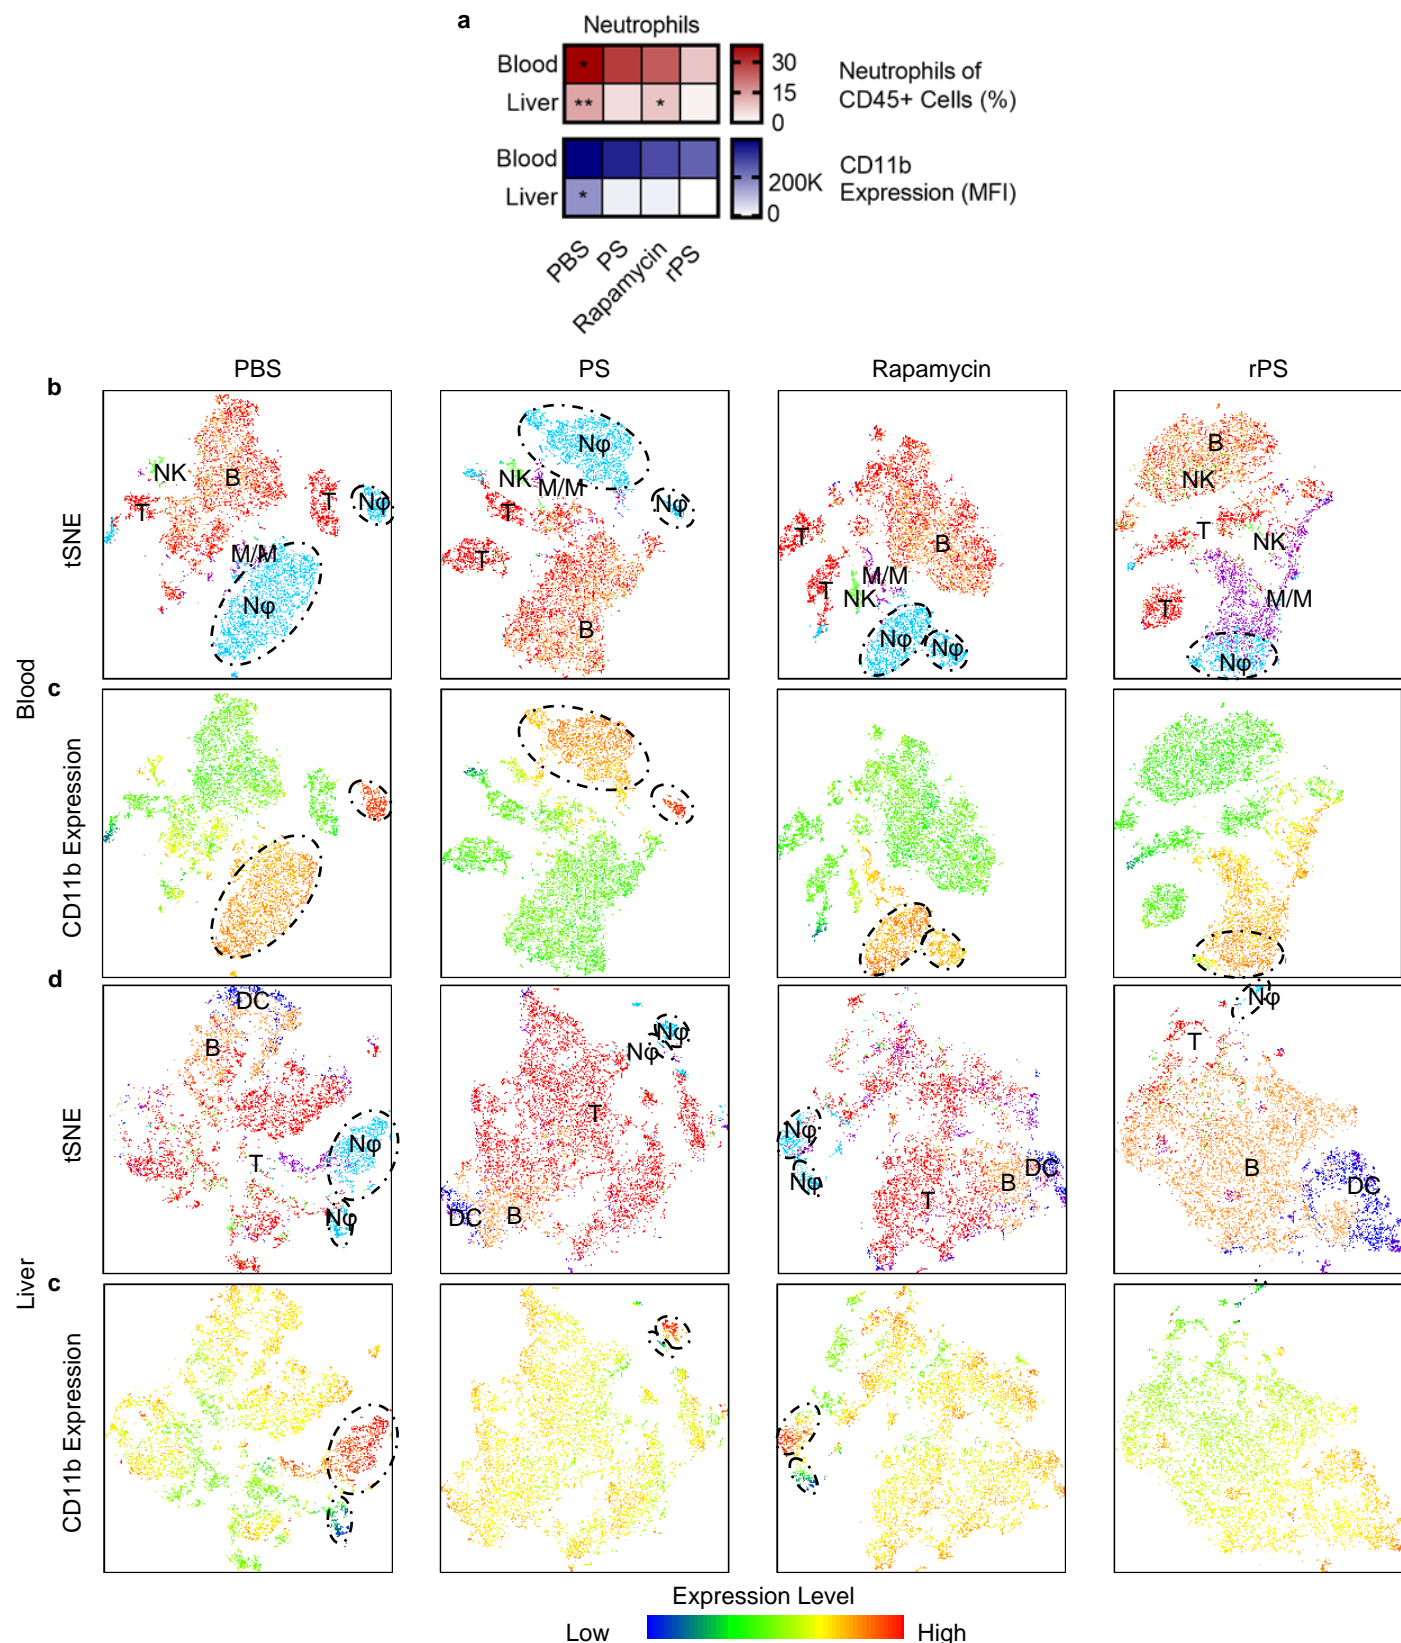 a
Neutrophils
Blood
Liver
*
** *
30
15
0
Neutrophils of
CD45+ Cells (%)
Blood
Liver
*
200K
0
CD11b
Expression (MFI)
PBS
PS
Rapamycin
rPS
PBS PS Rapamycin rPS
b
tSNE
NK B T T Nφ M/M Nφ
Nφ NK M/M Nφ T T B
T B M/M T NK Nφ Nφ
B NK T NK T M/M Nφ
Blood
c
CD11b Expression
d
tSNE
DC B Nφ T Nφ
Nφ Nφ T DC B
Nφ Nφ DC B T
Nφ T B DC
Liver
c
CD11b Expression
Expression Level
Low High